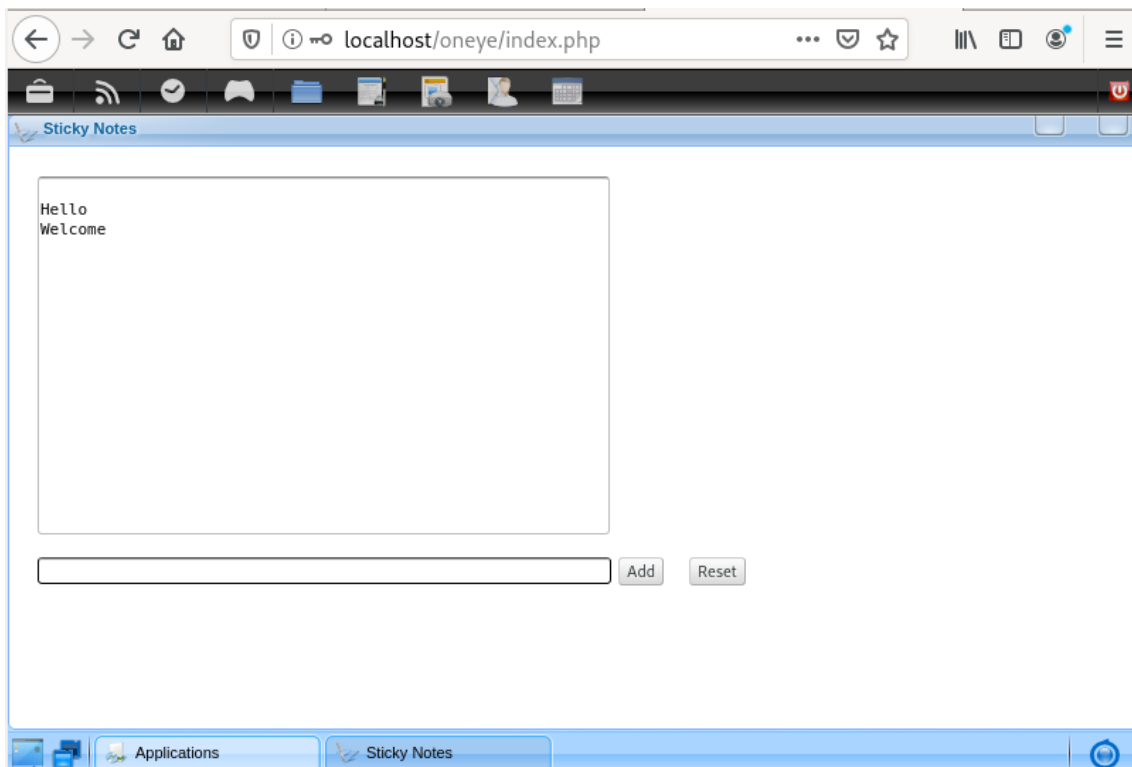 localhost/oneye/index.php
Sticky Notes
Hello
Welcome
Add
Reset
Applications
Sticky Notes